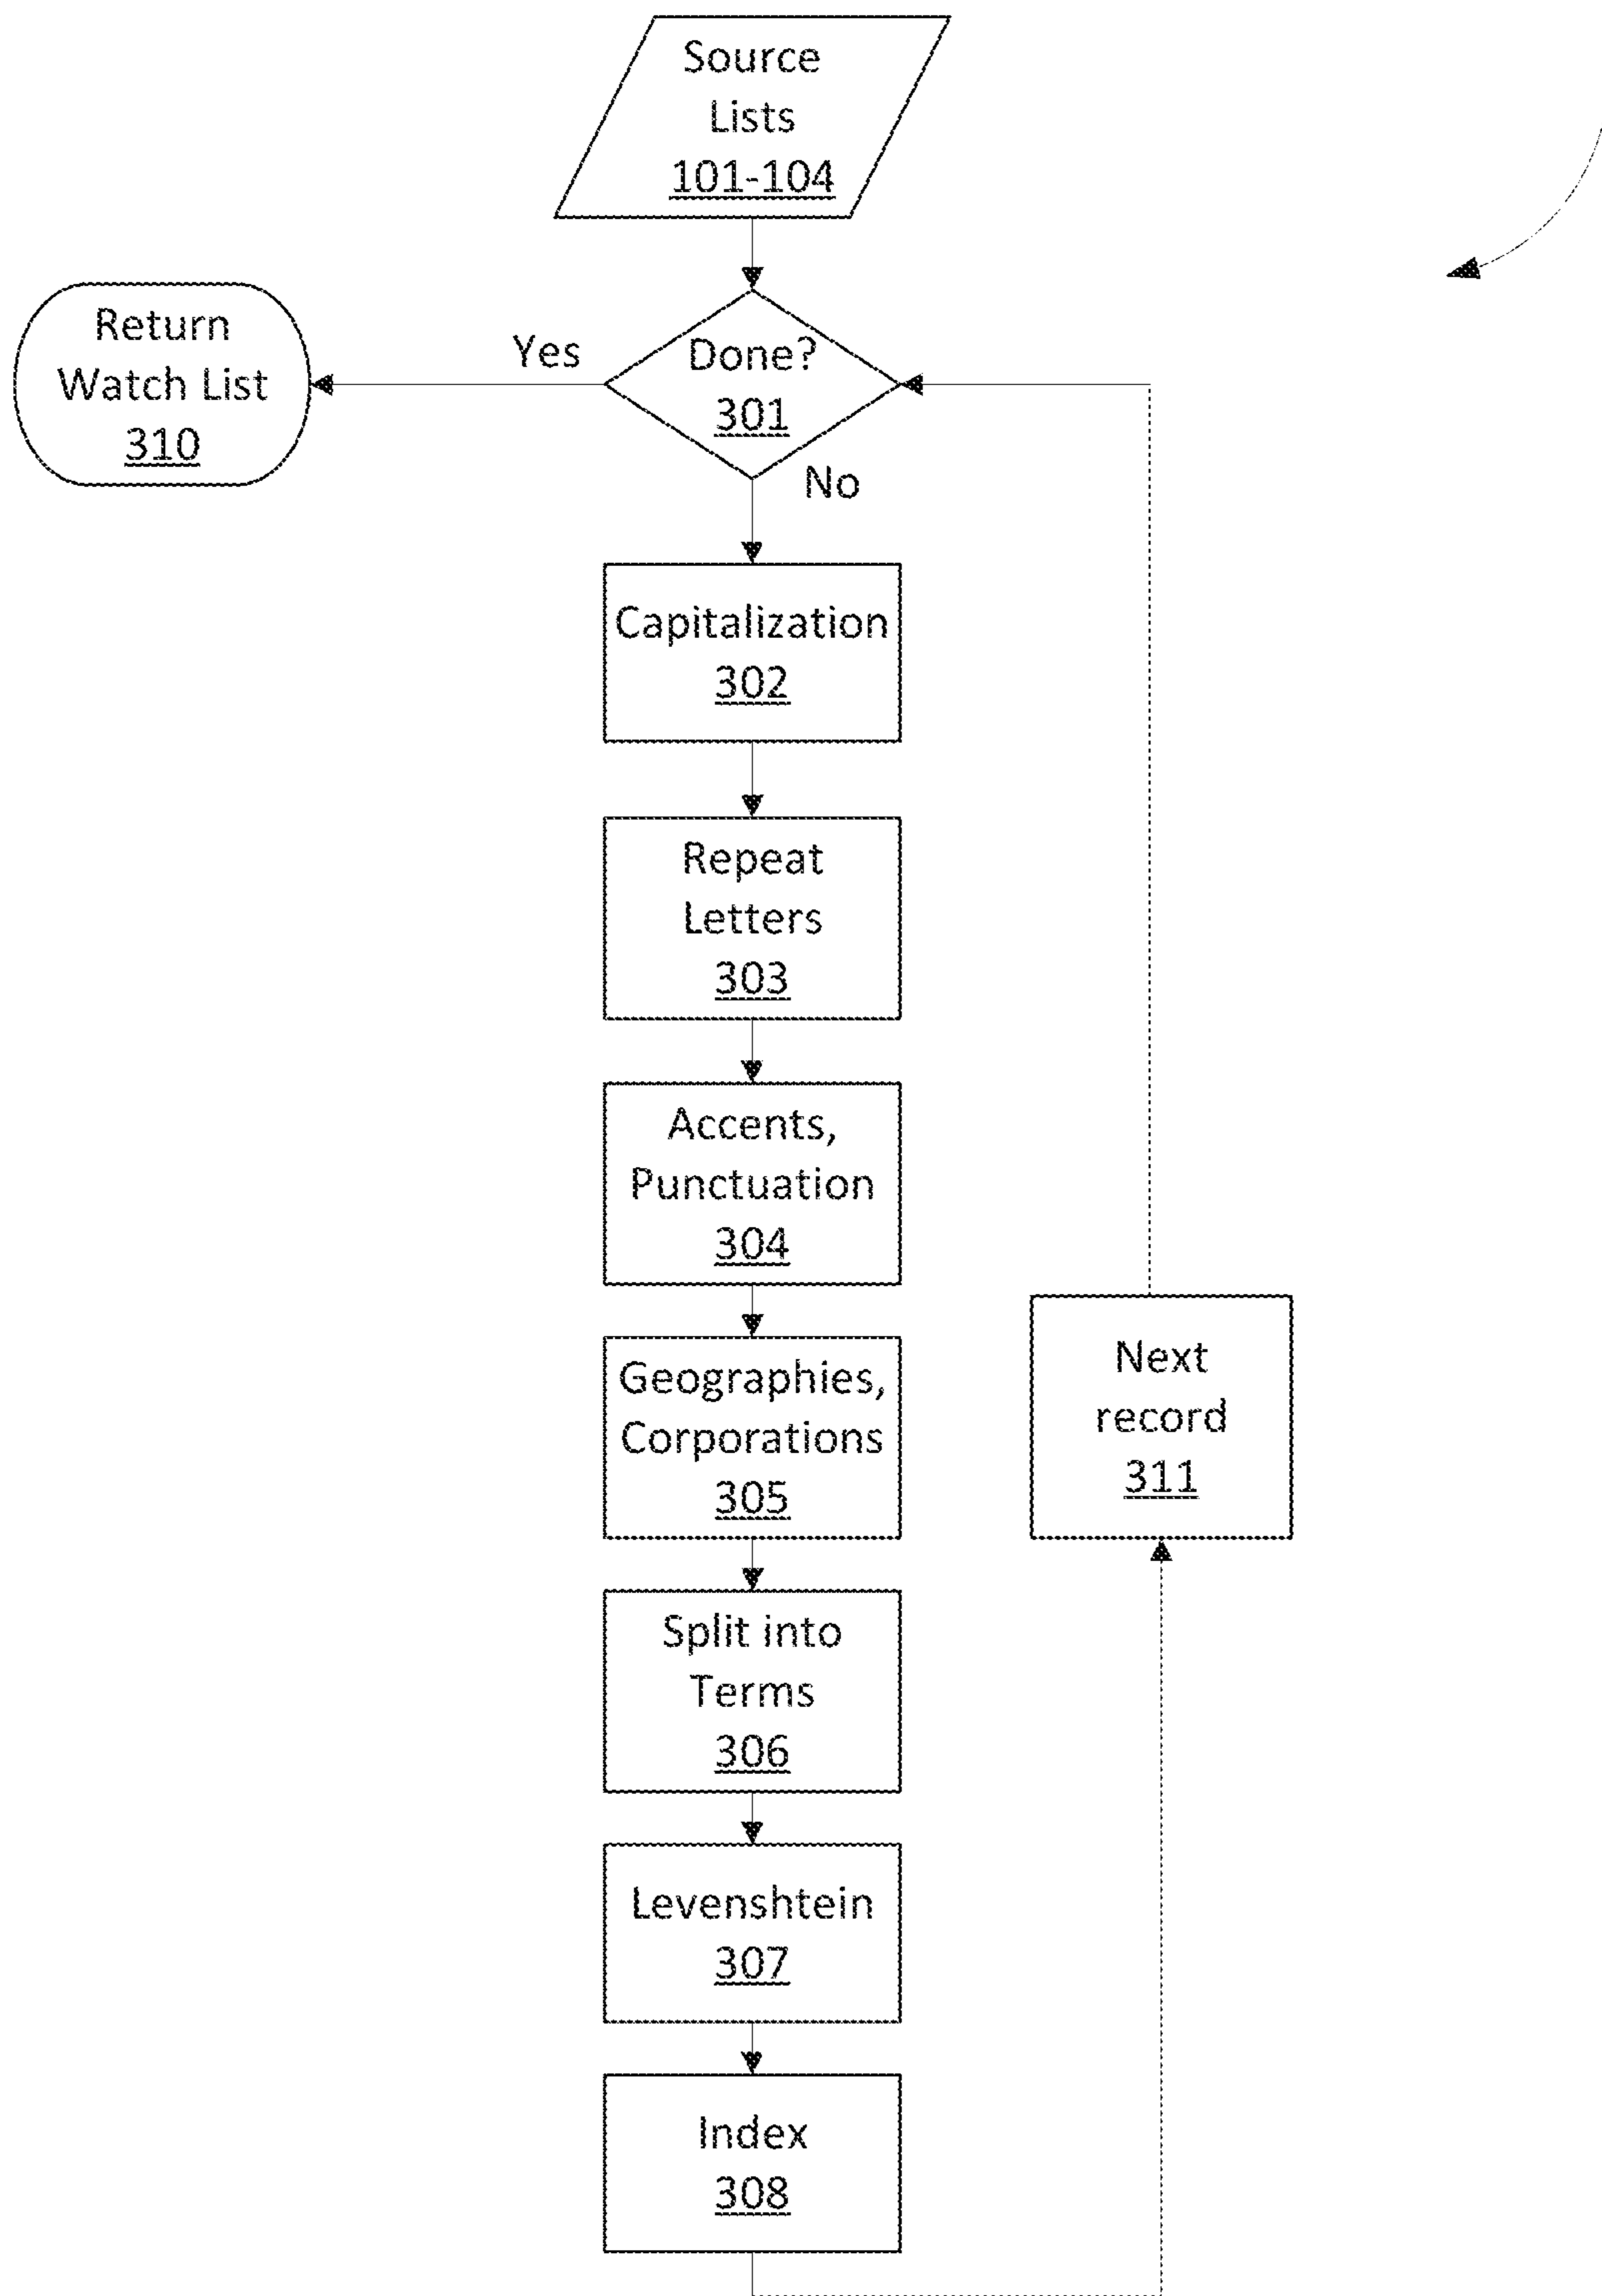 Source
Lists
101-104
Return
Watch List
310
Yes
Done?
301
No
Capitalization
302
Repeat
Letters
303
Accents,
Punctuation
304
Geographies,
Corporations
305
Next
record
311
Split into
Terms
306
Levenshtein
307
Index
308